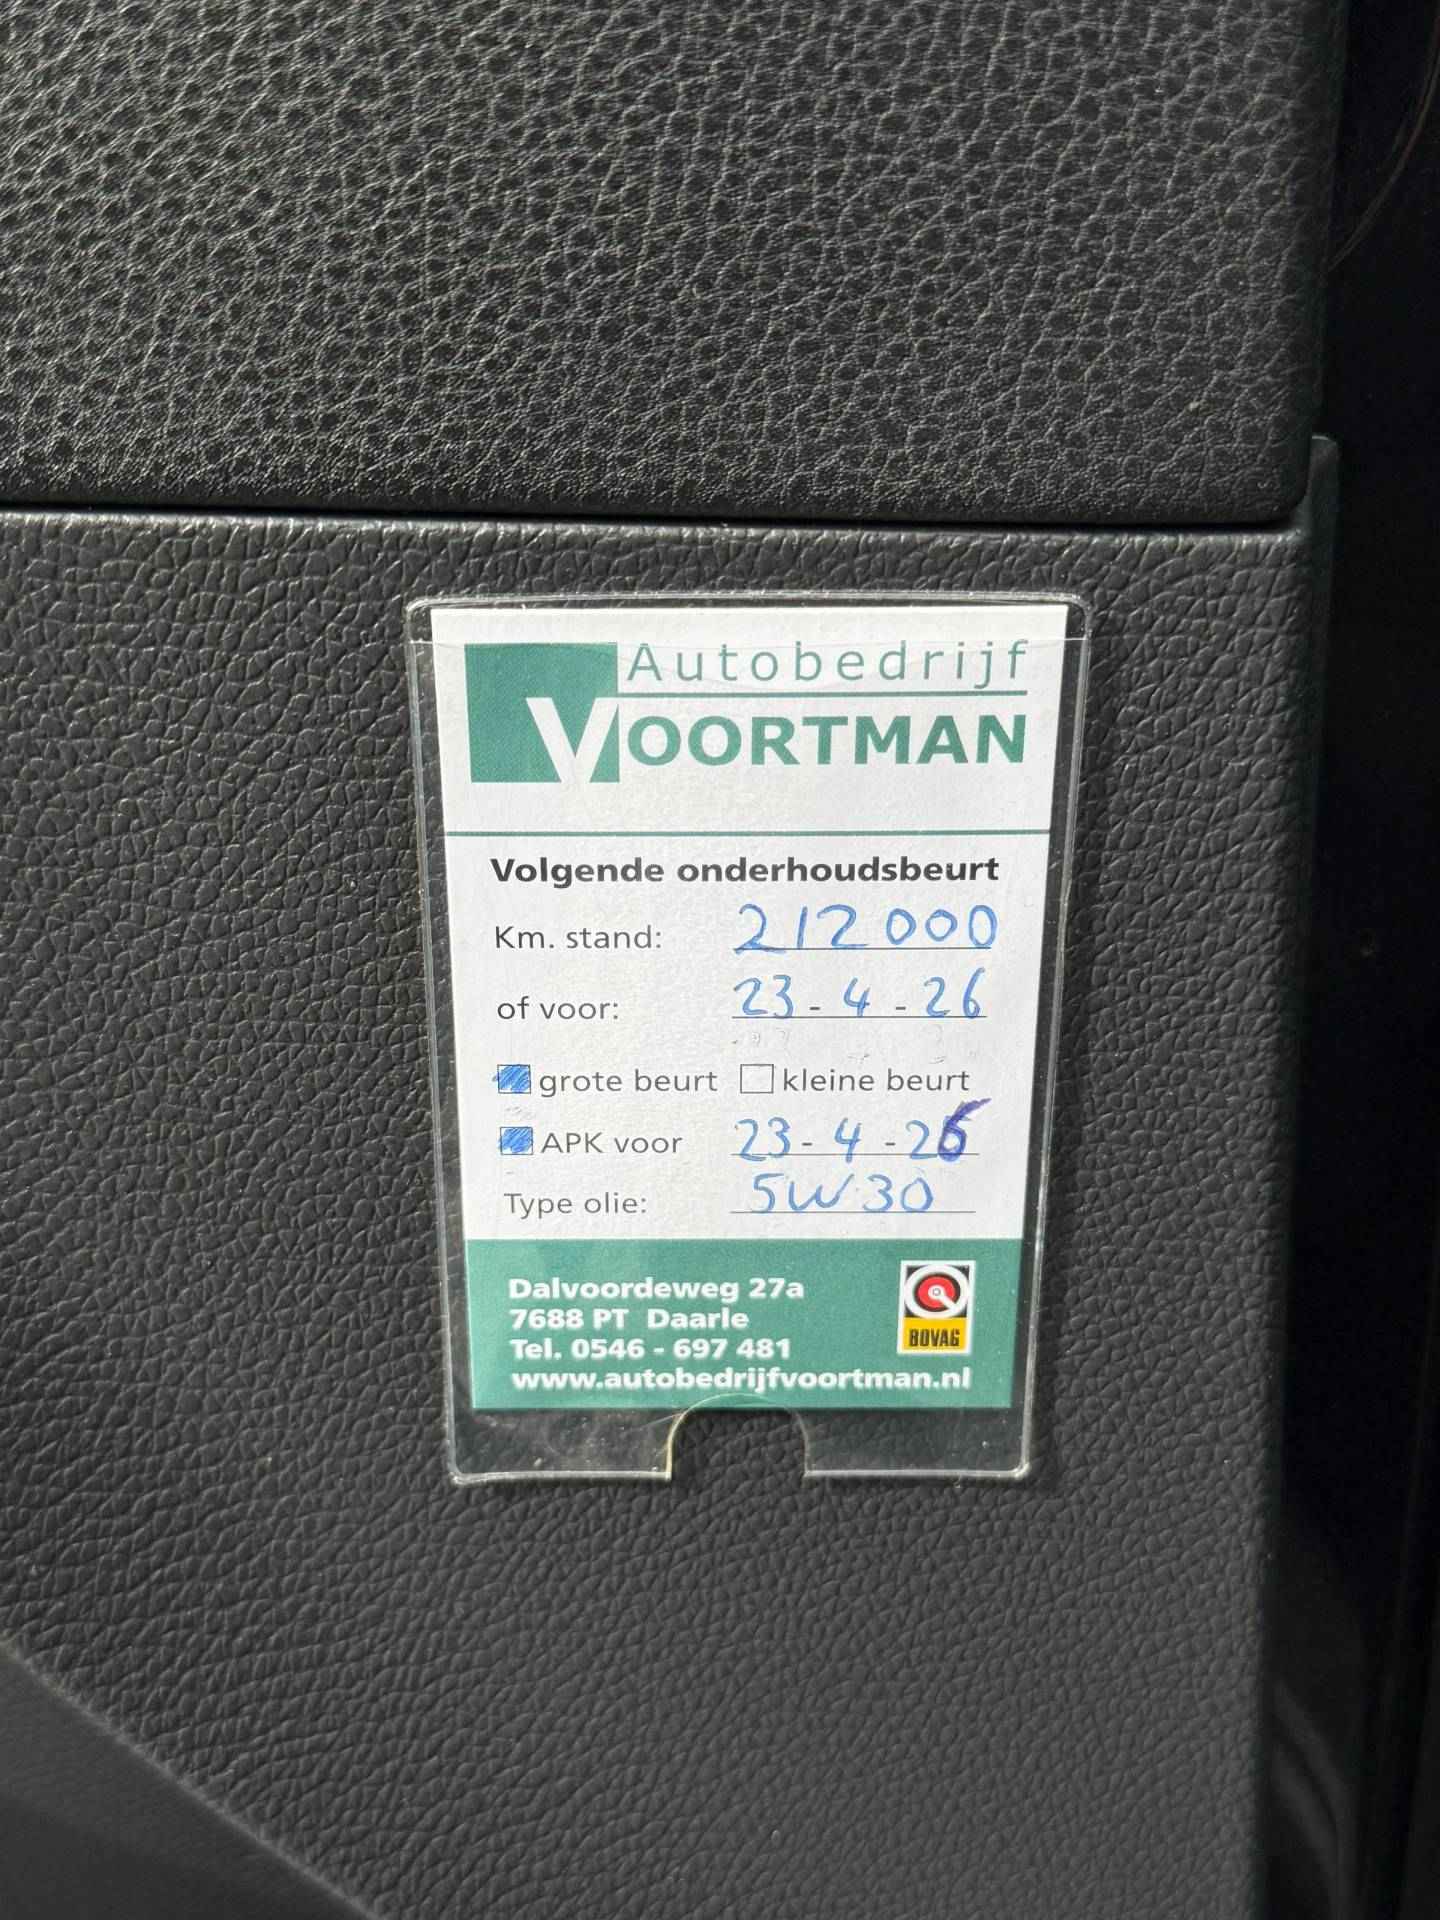 Autobedrijf
VOORTMAN
Volgende onderhoudsbeurt
Km. stand: 212000
of voor: 23-4-26
grote beurt kleine beurt
APK voor 23-4-26
Type olie: 5W30
Dalvoordeweg 27a
7688 PT Daarle
Tel. 0546 - 697 481
www.autobedrijfvoortman.nl
BOVAG